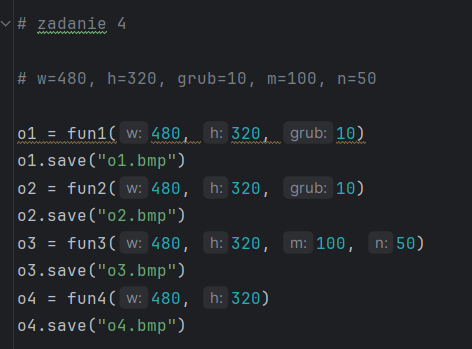 # zadanie 4
# w=480, h=320, grub=10, m=100, n=50
o1 = fun1( w: 480, h: 320, grub: 10)
o1.save("o1.bmp")
o2 = fun2( w: 480, h: 320, grub: 10)
o2.save("o2.bmp")
o3 = fun3( w: 480, h: 320, m: 100, n: 50)
o3.save("o3.bmp")
o4 = fun4( w: 480, h: 320)
o4.save("o4.bmp")